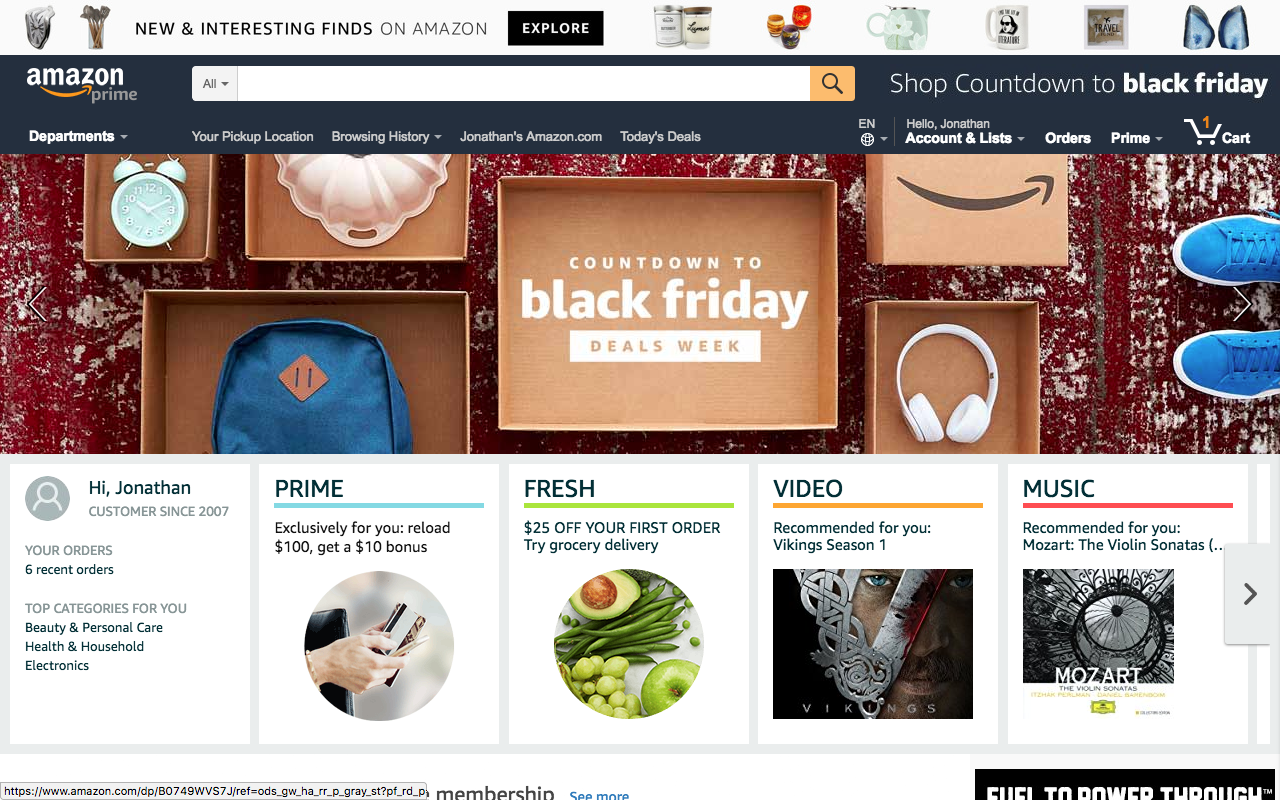 NEW & INTERESTING FINDS ON AMAZON
EXPLORE
LITERATURE
TRAVEL
amazon
prime
All
Shop Countdown to black friday
Departments
Your Pickup Location
Browsing History
Jonathan's Amazon.com
Today's Deals
EN
Hello, Jonathan
Account & Lists
Orders
Prime
1
Cart
COUNTDOWN TO
black friday
DEALS WEEK
Hi, Jonathan
CUSTOMER SINCE 2007
YOUR ORDERS
6 recent orders
TOP CATEGORIES FOR YOU
Beauty & Personal Care
Health & Household
Electronics
PRIME
Exclusively for you: reload
$100, get a $10 bonus
FRESH
$25 OFF YOUR FIRST ORDER
Try grocery delivery
VIDEO
Recommended for you:
Vikings Season 1
VIKINGS
MUSIC
Recommended for you:
Mozart: The Violin Sonatas (...
MOZART
THE VIOLIN SONATAS
ITZHAK PERLMAN · DANIEL BARENBOIM
https://www.amazon.com/dp/B0749WVS7J/ref=ods_gw_ha_rr_p_gray_st?pf_rd_p
membership
See more
FUEL TO POWER THROUGH™